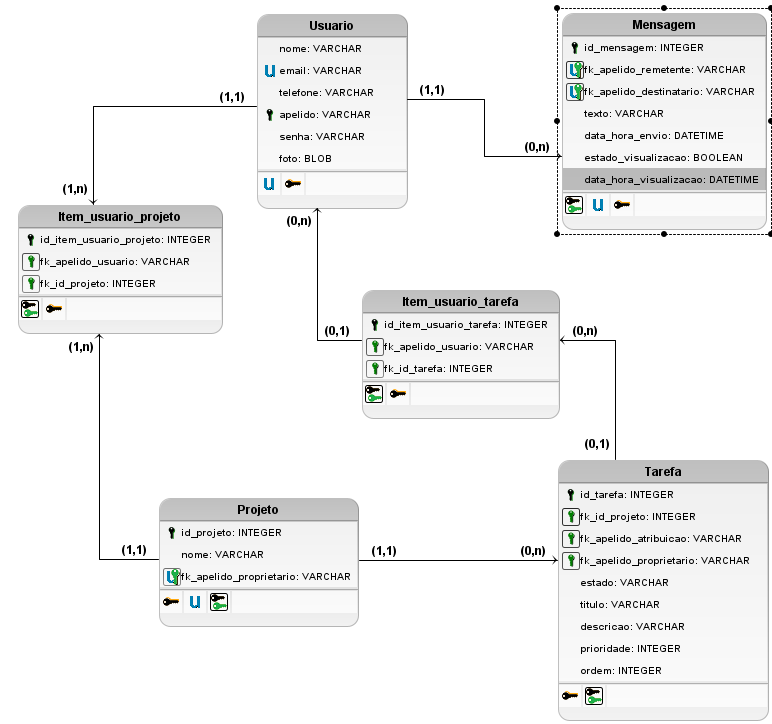 Usuario
nome: VARCHAR
u email: VARCHAR
telefone: VARCHAR
apelido: VARCHAR
senha: VARCHAR
foto: BLOB
u
Mensagem
id_mensagem: INTEGER
u fk_apelido_remetente: VARCHAR
u fk_apelido_destinatario: VARCHAR
texto: VARCHAR
data_hora_envio: DATETIME
estado_visualizacao: BOOLEAN
data_hora_visualizacao: DATETIME
u
(0,n)
(1,1)
(1,1)
(0,n)
(1,n)
Item_usuario_projeto
id_item_usuario_projeto: INTEGER
fk_apelido_usuario: VARCHAR
fk_id_projeto: INTEGER
(0,n)
Item_usuario_tarefa
id_item_usuario_tarefa: INTEGER
fk_apelido_usuario: VARCHAR
fk_id_tarefa: INTEGER
(0,1)
(0,n)
(1,n)
(0,1)
Projeto
id_projeto: INTEGER
nome: VARCHAR
u fk_apelido_proprietario: VARCHAR
u
(1,1)
(1,1)
(0,n)
Tarefa
id_tarefa: INTEGER
fk_id_projeto: INTEGER
fk_apelido_atribuicao: VARCHAR
fk_apelido_proprietario: VARCHAR
estado: VARCHAR
titulo: VARCHAR
descricao: VARCHAR
prioridade: INTEGER
ordem: INTEGER